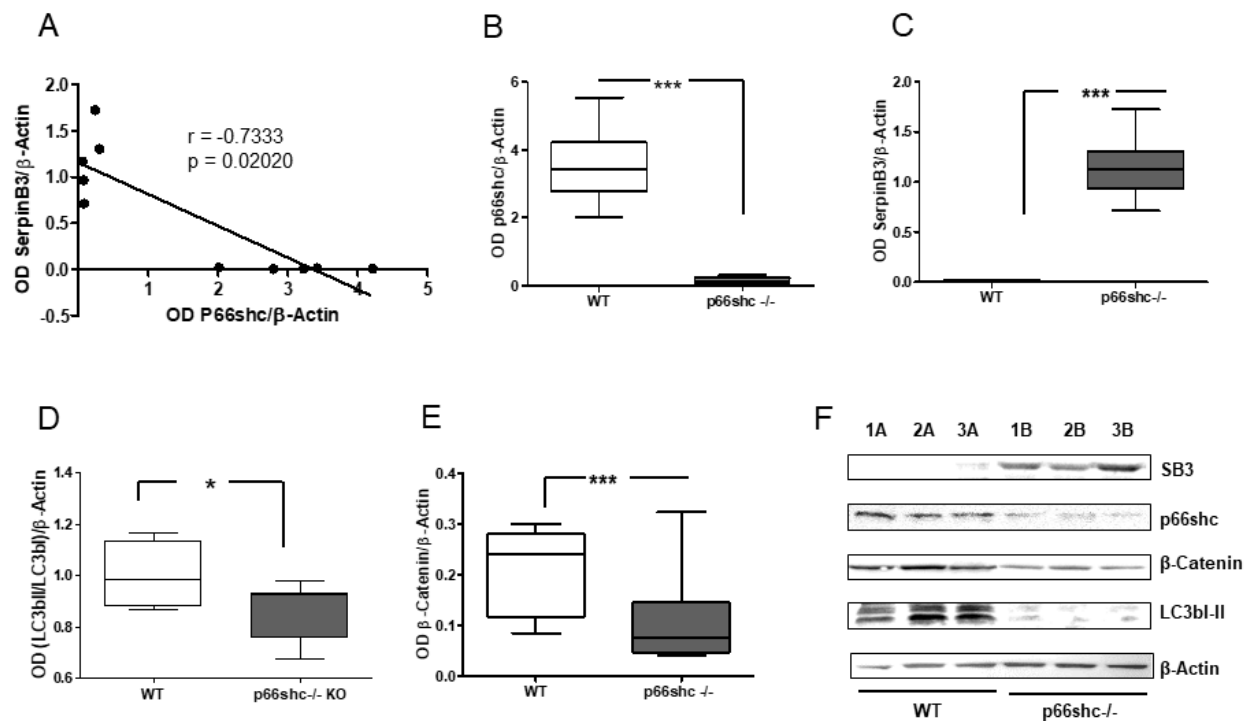 A
OD SerpinB3/β-Actin
2.0
1.5
1.0
0.5
0.0
-0.5
r = -0.7333
p = 0.02020
1 2 3 4 5
OD P66shc/β-Actin
B
OD p66shc/β-Actin
6
4
2
0
***
WT p66shc -/-
C
OD SerpinB3/β-Actin
2.0
1.5
1.0
0.5
0.0
***
WT p66shc-/-
D
OD (LC3bII/LC3bI)/β-Actin
1.4
1.2
1.0
0.8
0.6
*
WT p66shc-/- KO
E
OD β-Catenin/β-Actin
0.4
0.3
0.2
0.1
0.0
***
WT p66shc -/-
F
1A 2A 3A 1B 2B 3B
SB3
p66shc
β-Catenin
LC3bI-II
β-Actin
WT p66shc-/-